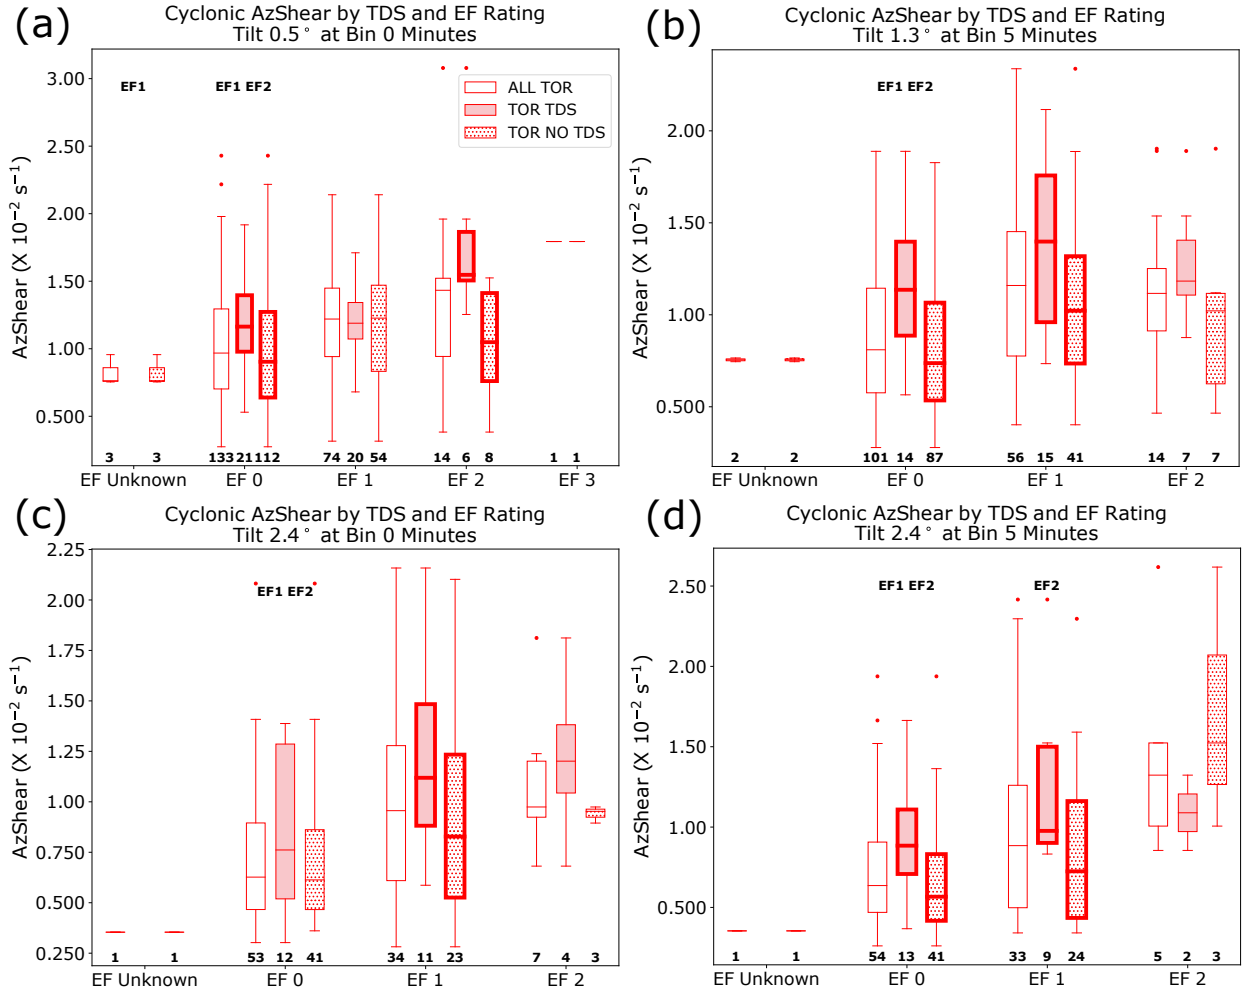 (a)
Cyclonic AzShear by TDS and EF Rating
Tilt 0.5° at Bin 0 Minutes
AzShear (X 10⁻² s⁻¹)
3.00
2.50
2.00
1.50
1.00
0.500
EF1
EF1 EF2
ALL TOR
TOR TDS
TOR NO TDS
3 3 133 21 112 74 20 54 14 6 8 1 1
EF Unknown EF 0 EF 1 EF 2 EF 3
(b)
Cyclonic AzShear by TDS and EF Rating
Tilt 1.3° at Bin 5 Minutes
AzShear (X 10⁻² s⁻¹)
2.00
1.50
1.00
0.500
EF1 EF2
2 2 101 14 87 56 15 41 14 7 7
EF Unknown EF 0 EF 1 EF 2
(c)
Cyclonic AzShear by TDS and EF Rating
Tilt 2.4° at Bin 0 Minutes
AzShear (X 10⁻² s⁻¹)
2.25
2.00
1.75
1.50
1.25
1.00
0.750
0.500
0.250
EF1 EF2
1 1 53 12 41 34 11 23 7 4 3
EF Unknown EF 0 EF 1 EF 2
(d)
Cyclonic AzShear by TDS and EF Rating
Tilt 2.4° at Bin 5 Minutes
AzShear (X 10⁻² s⁻¹)
2.50
2.00
1.50
1.00
0.500
EF1 EF2
EF2
1 1 54 13 41 33 9 24 5 2 3
EF Unknown EF 0 EF 1 EF 2